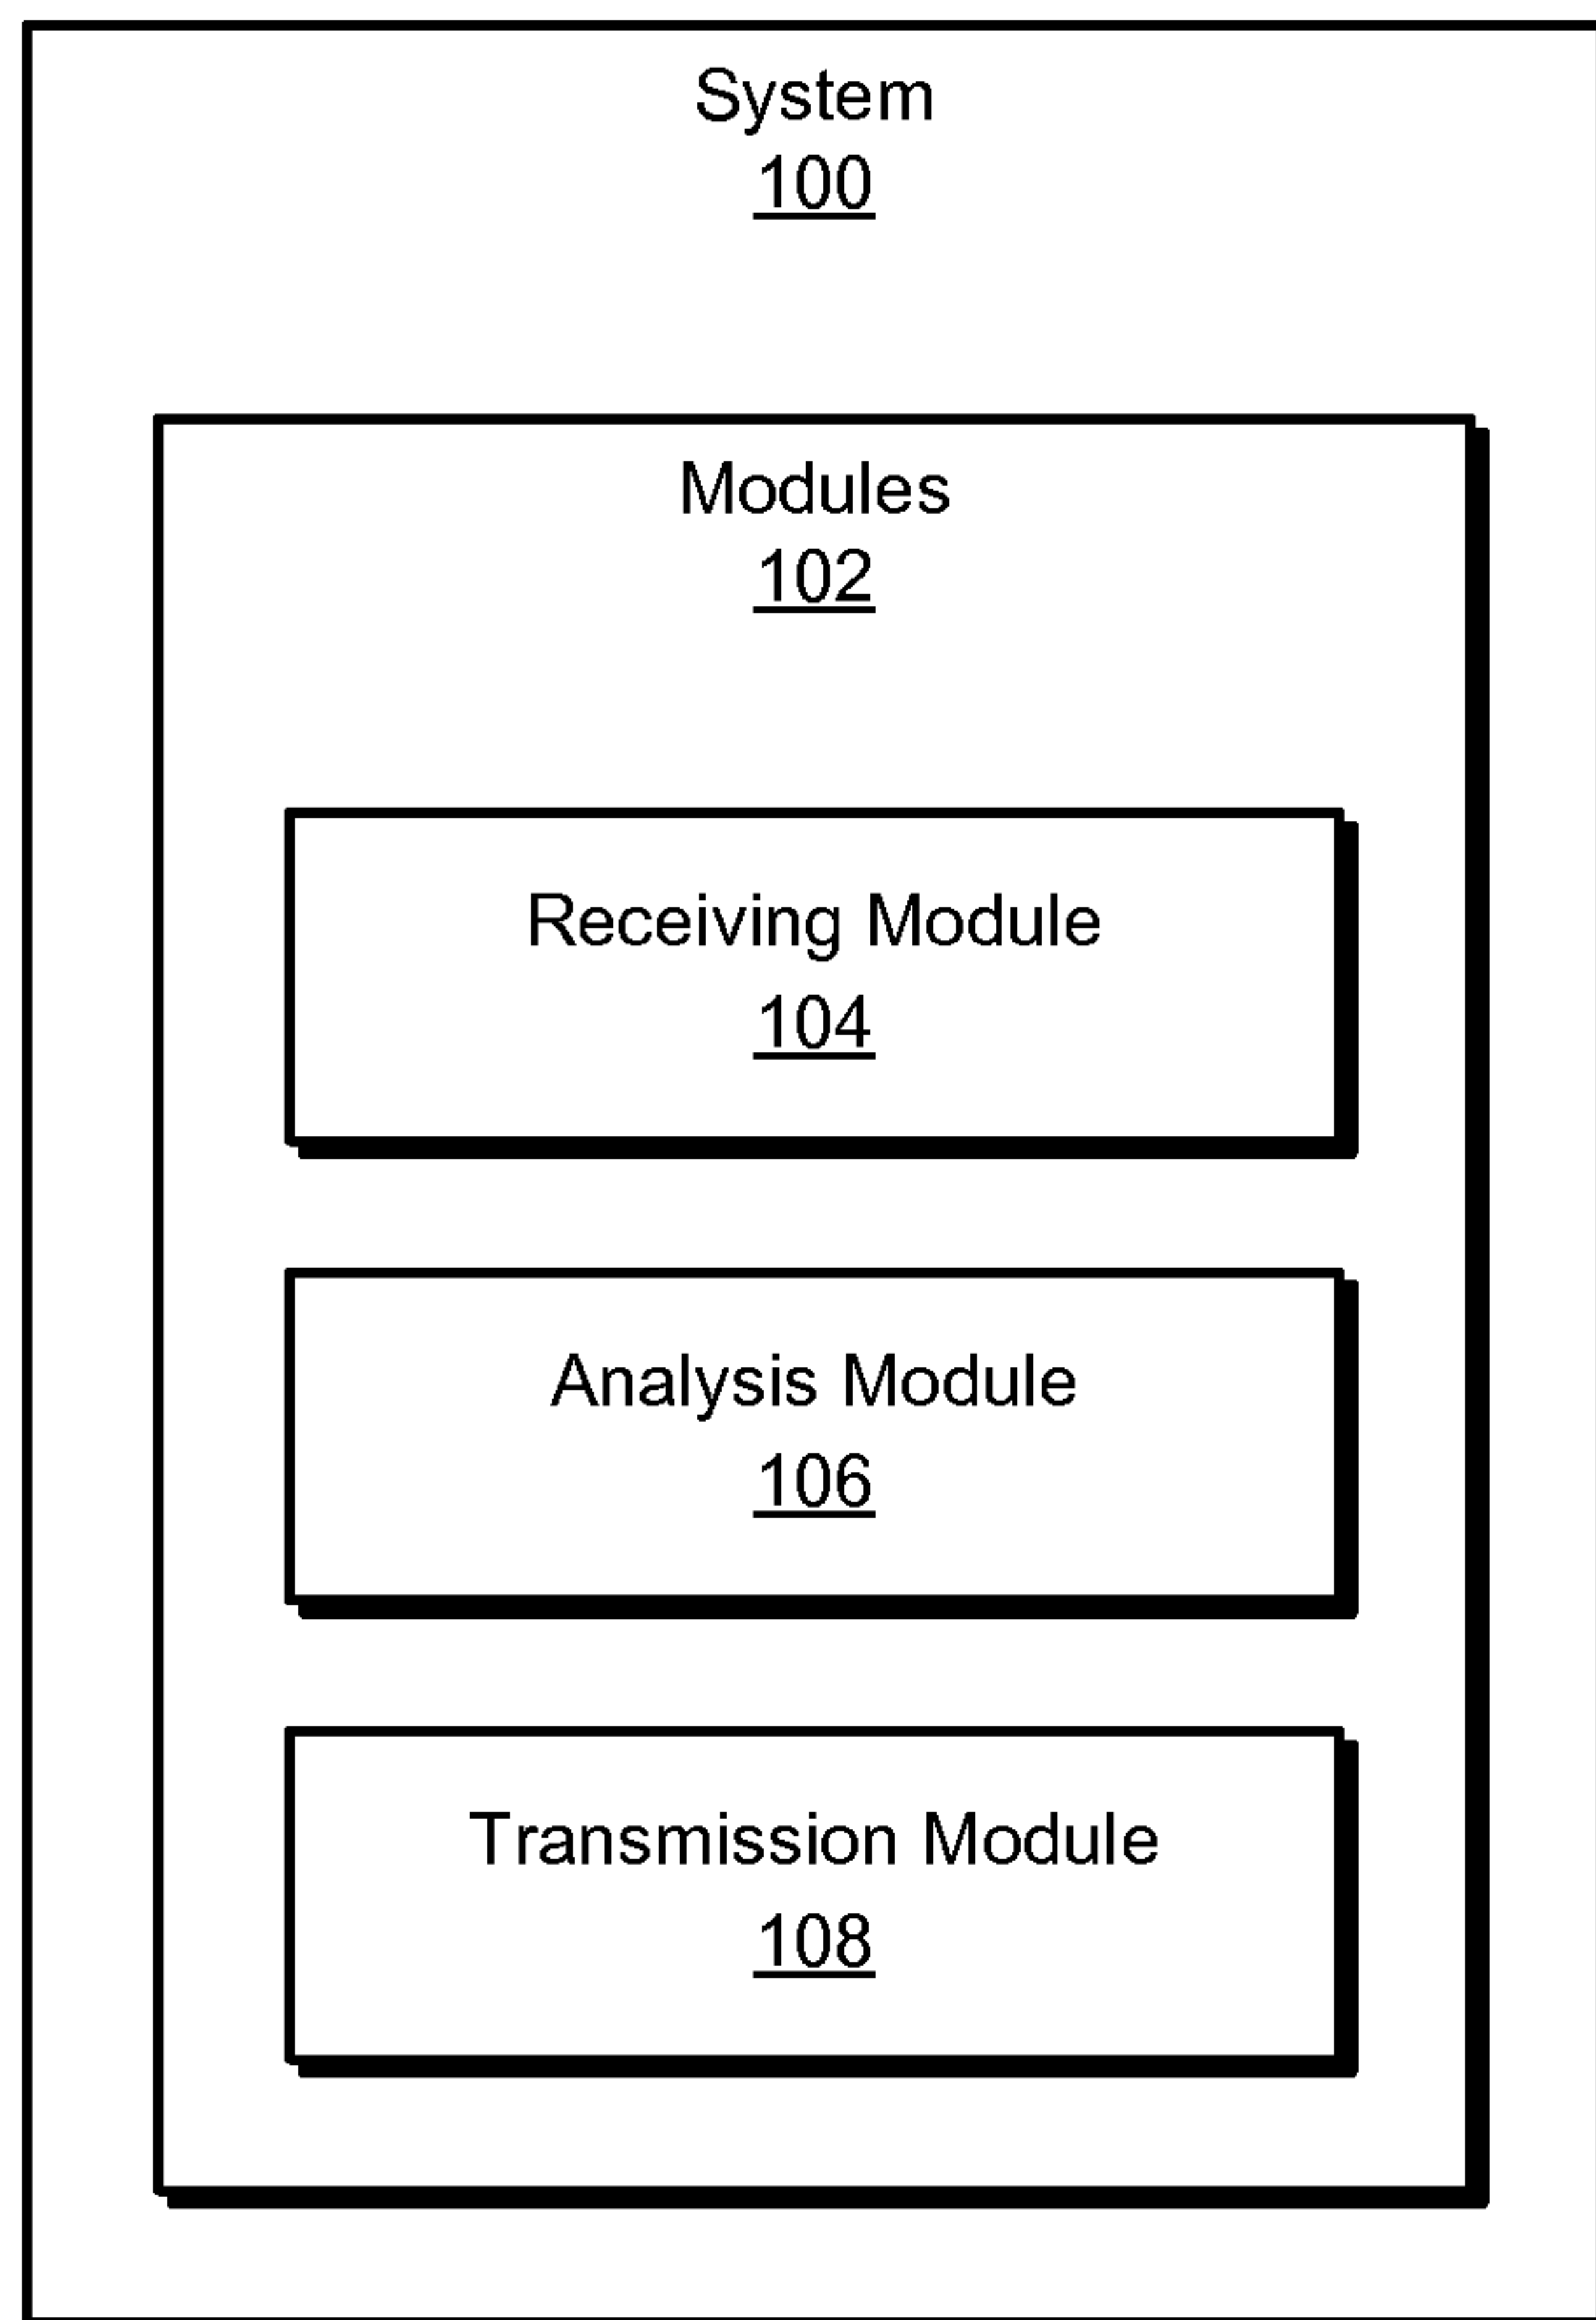 System
100
Modules
102
Receiving Module
104
Analysis Module
106
Transmission Module
108